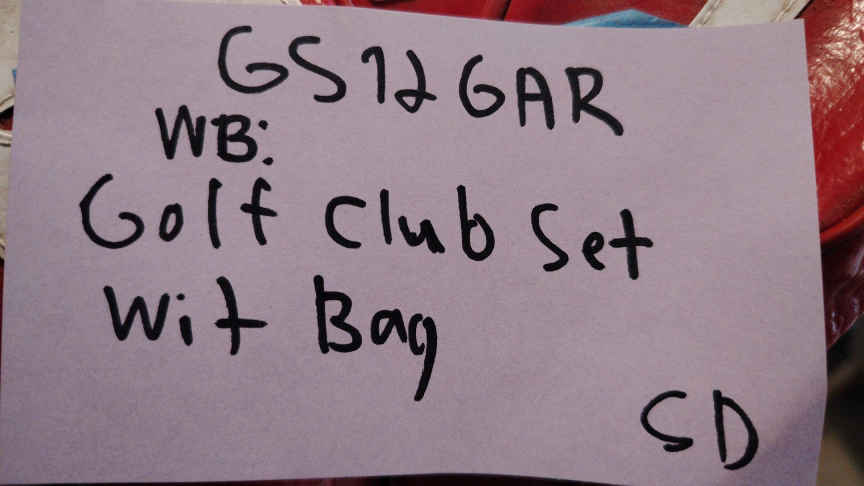 GS12GAR
WB:
Golf Club Set
Wit Bag
SD